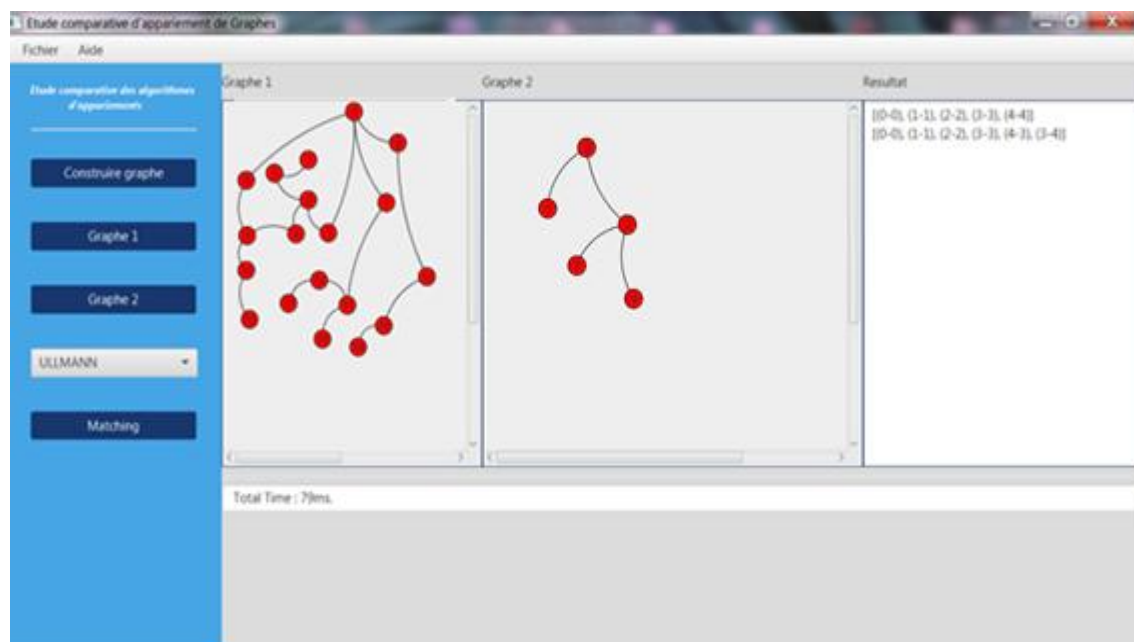 Etude comparative d'appariement de Graphes
Fichier Aide
Etude comparative des algorithmes
d'appariements
Construire graphe
Graphe 1
Graphe 2
ULLMANN
Matching
Graphe 1
Graphe 2
Resultat
[(0-0), (1-1), (2-2), (3-3), (4-4)]
[(0-0), (1-1), (2-2), (3-3), (4-3), (3-4)]
Total Time : 79ms.